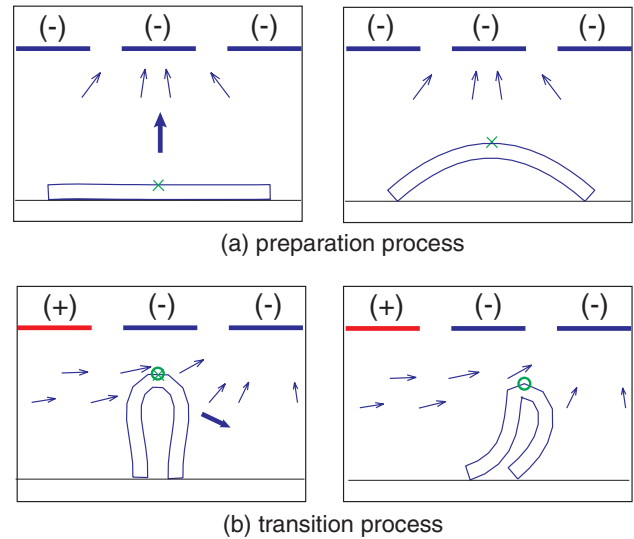 (-) (-) (-) (-) (-) (-)
(a) preparation process
(+) (-) (-) (+) (-) (-)
(b) transition process